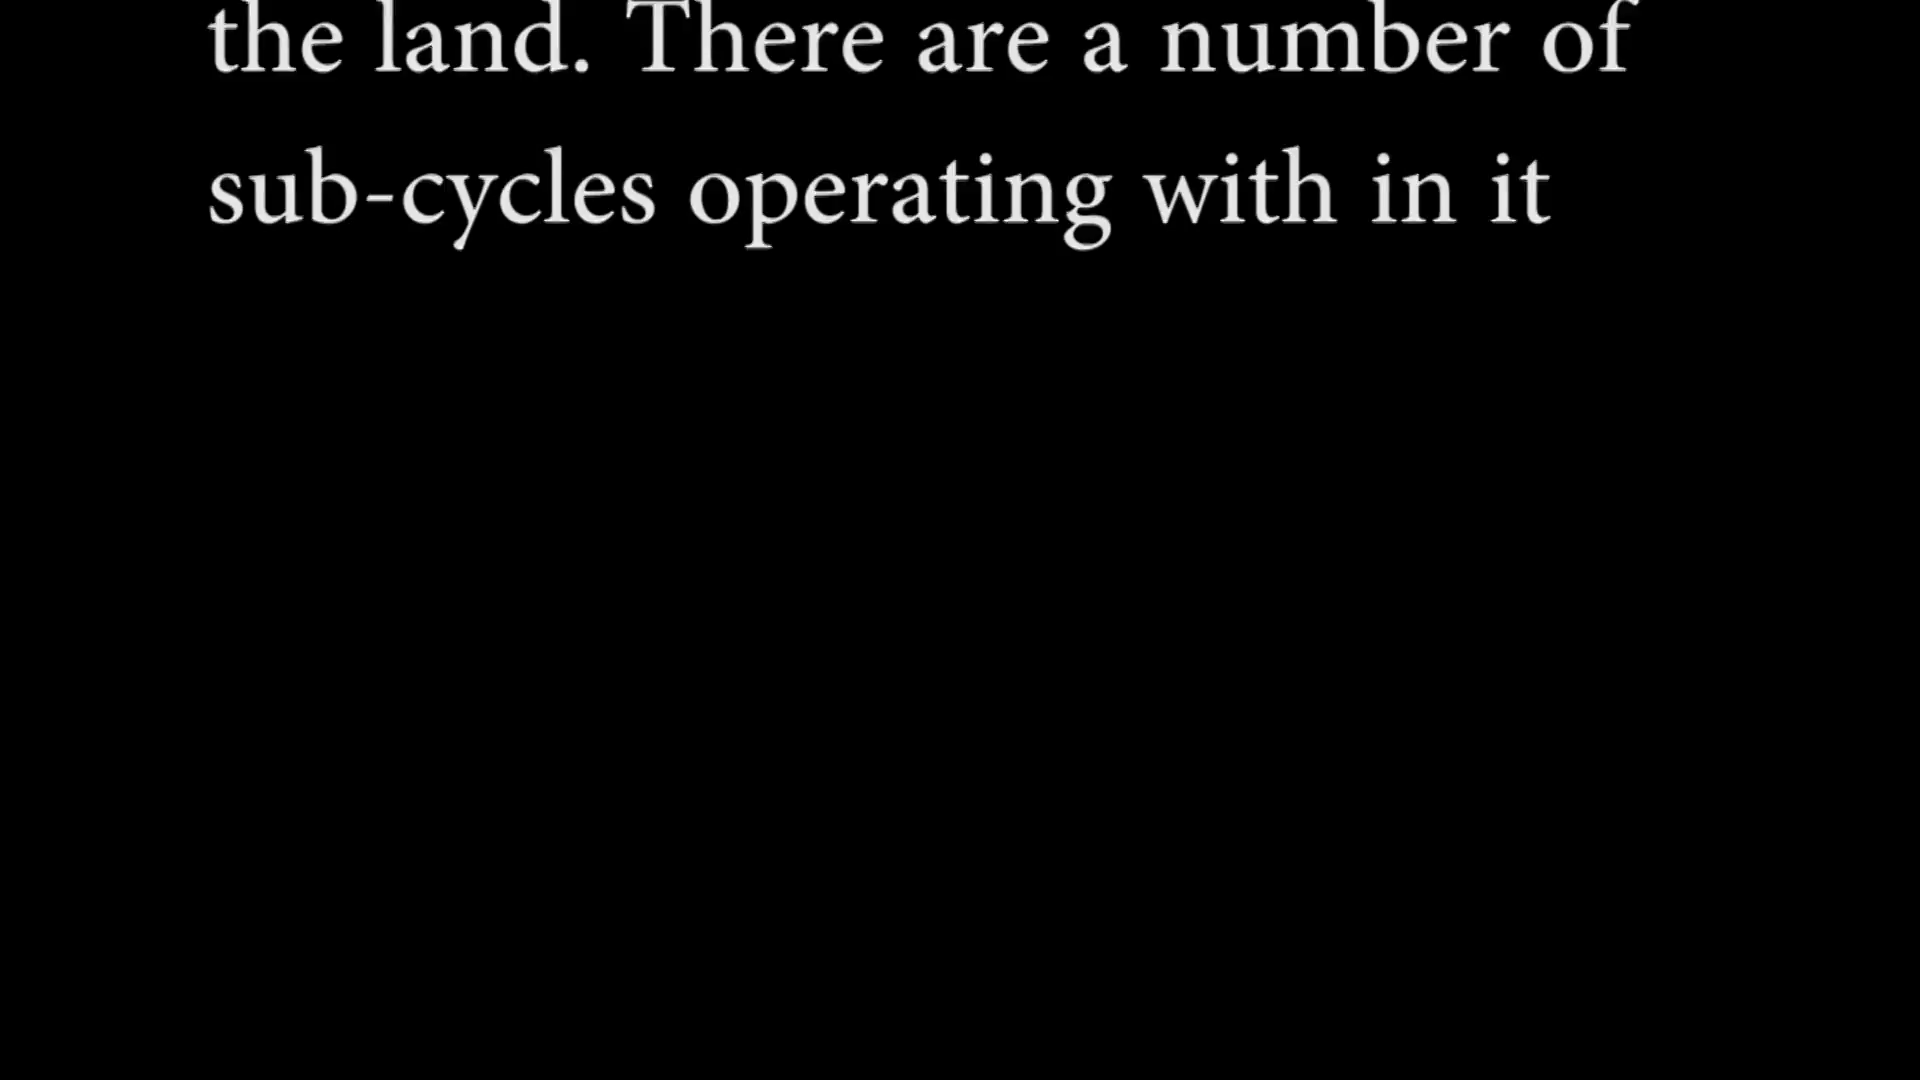 the land. There are a number of
sub-cycles operating with in it